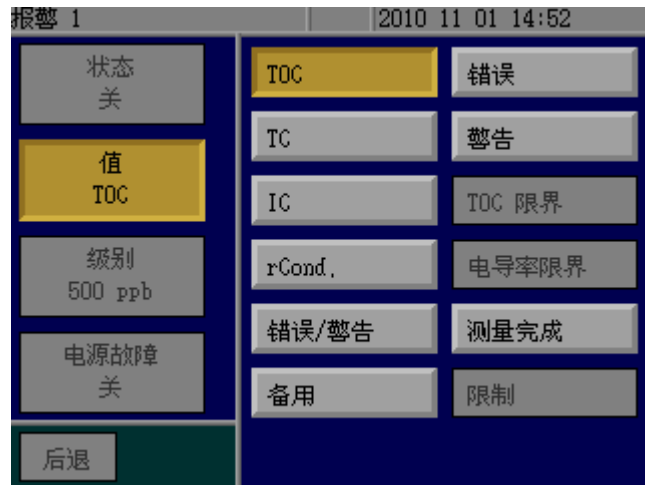 报警 1
2010 11 01 14:52
状态
关
值
TOC
级别
500 ppb
电源故障
关
后退
TOC
错误
TC
警告
IC
TOC 限界
rCond.
电导率限界
错误/警告
测量完成
备用
限制